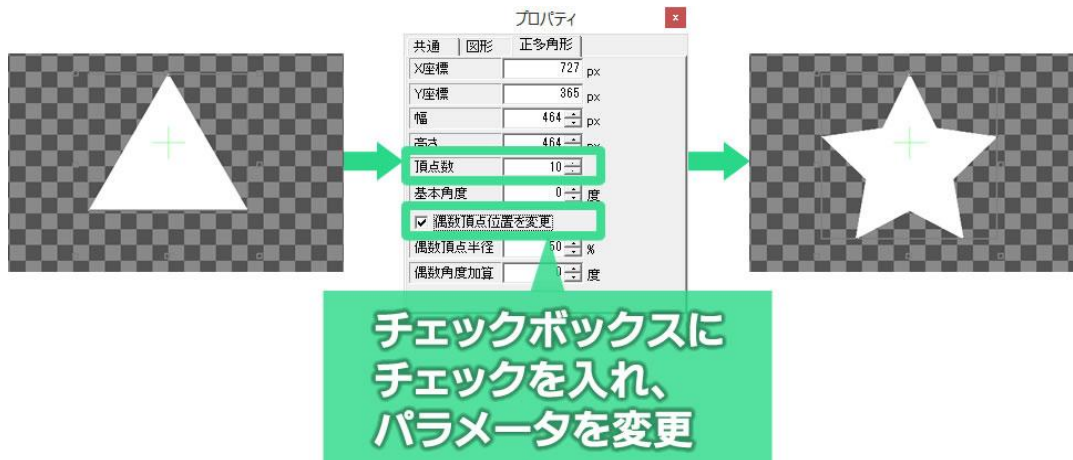 プロパティ
x
共通 図形 正多角形
X座標 727 px
Y座標 365 px
幅 464 px
高さ 464 px
頂点数 10
基本角度 0 度
偶数頂点位置を変更
偶数頂点半径 50 %
偶数角度加算 0 度
チェックボックスに
チェックを入れ、
パラメータを変更